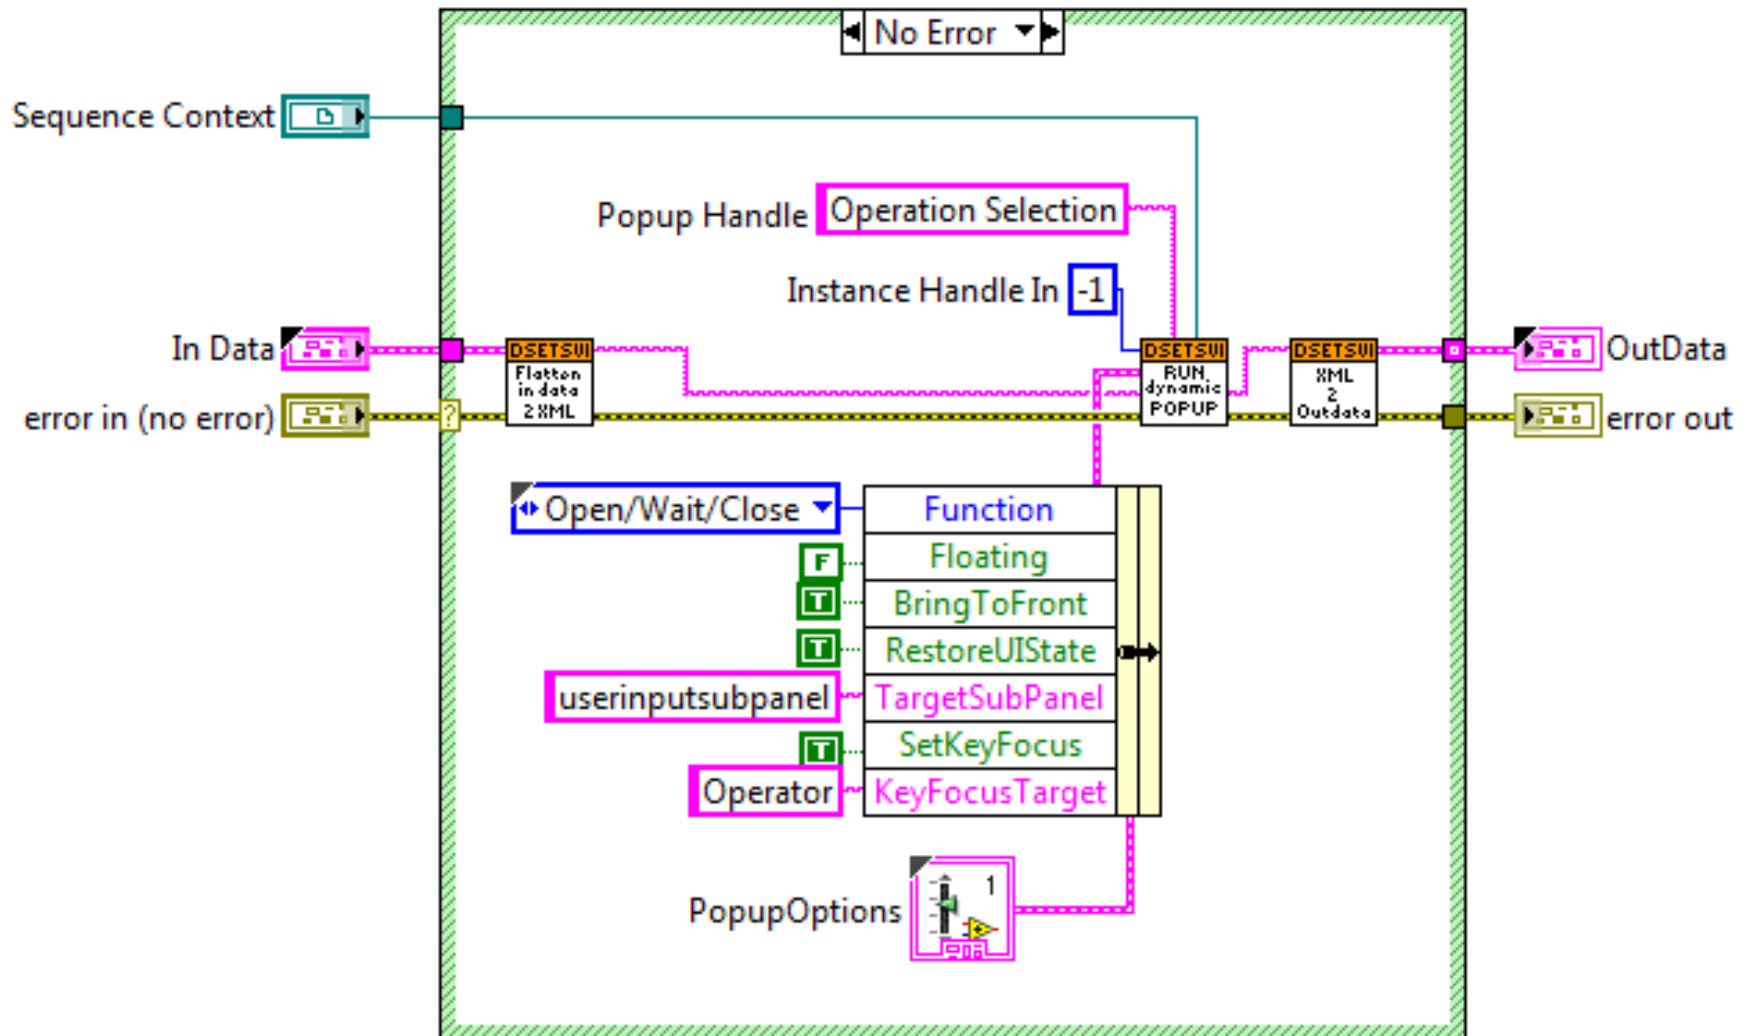 No Error
Sequence Context
Popup Handle
Operation Selection
Instance Handle In
-1
In Data
DSETSUI
Flatten
in data
2 XML
DSETSUI
RUN
dynamic
POPUP
DSETSUI
XML
2
Outdata
OutData
error in (no error)
?
error out
Open/Wait/Close
Function
F
Floating
T
BringToFront
T
RestoreUIState
userinputsubpanel
TargetSubPanel
T
SetKeyFocus
Operator
KeyFocusTarget
PopupOptions
1